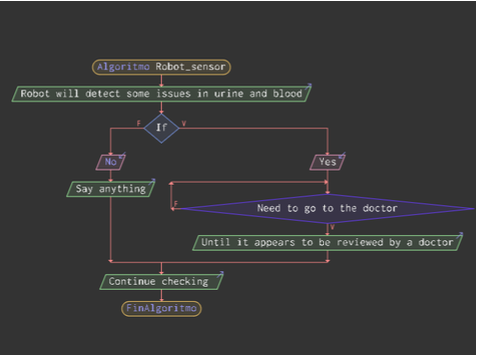 Algoritmo Robot_sensor
Robot will detect some issues in urine and blood
If
F
V
No
Yes
Say anything
F
Need to go to the doctor
V
Until it appears to be reviewed by a doctor
Continue checking
FinAlgoritmo